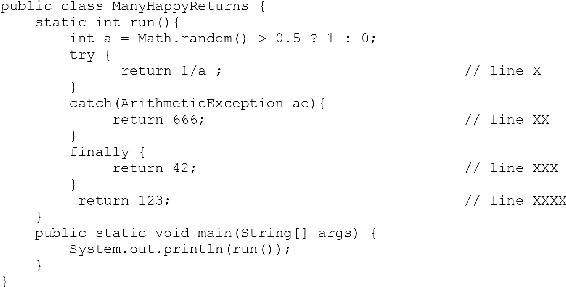 public class ManyHappyReturns {
static int run(){
int a = Math.random() > 0.5 ? 1 : 0;
try {
return 1/a ; // line X
}
catch(ArithmeticException ae){
return 666; // line XX
}
finally {
return 42; // line XXX
}
return 123; // line XXXX
}
public static void main(String[] args) {
System.out.println(run());
}
}